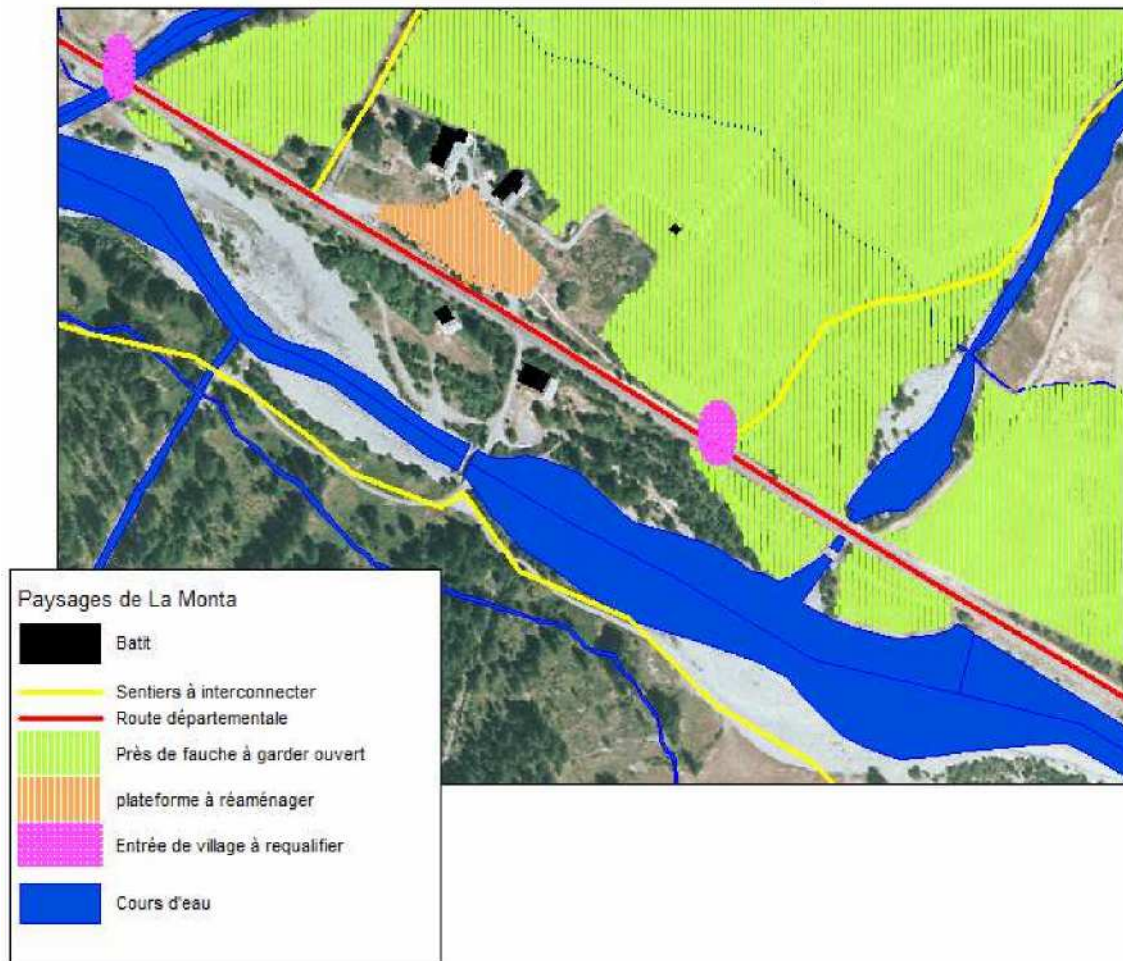 Paysages de La Monta
Batit
Sentiers à interconnecter
Route départementale
Près de fauche à garder ouvert
plateforme à réaménager
Entrée de village à requalifier
Cours d'eau